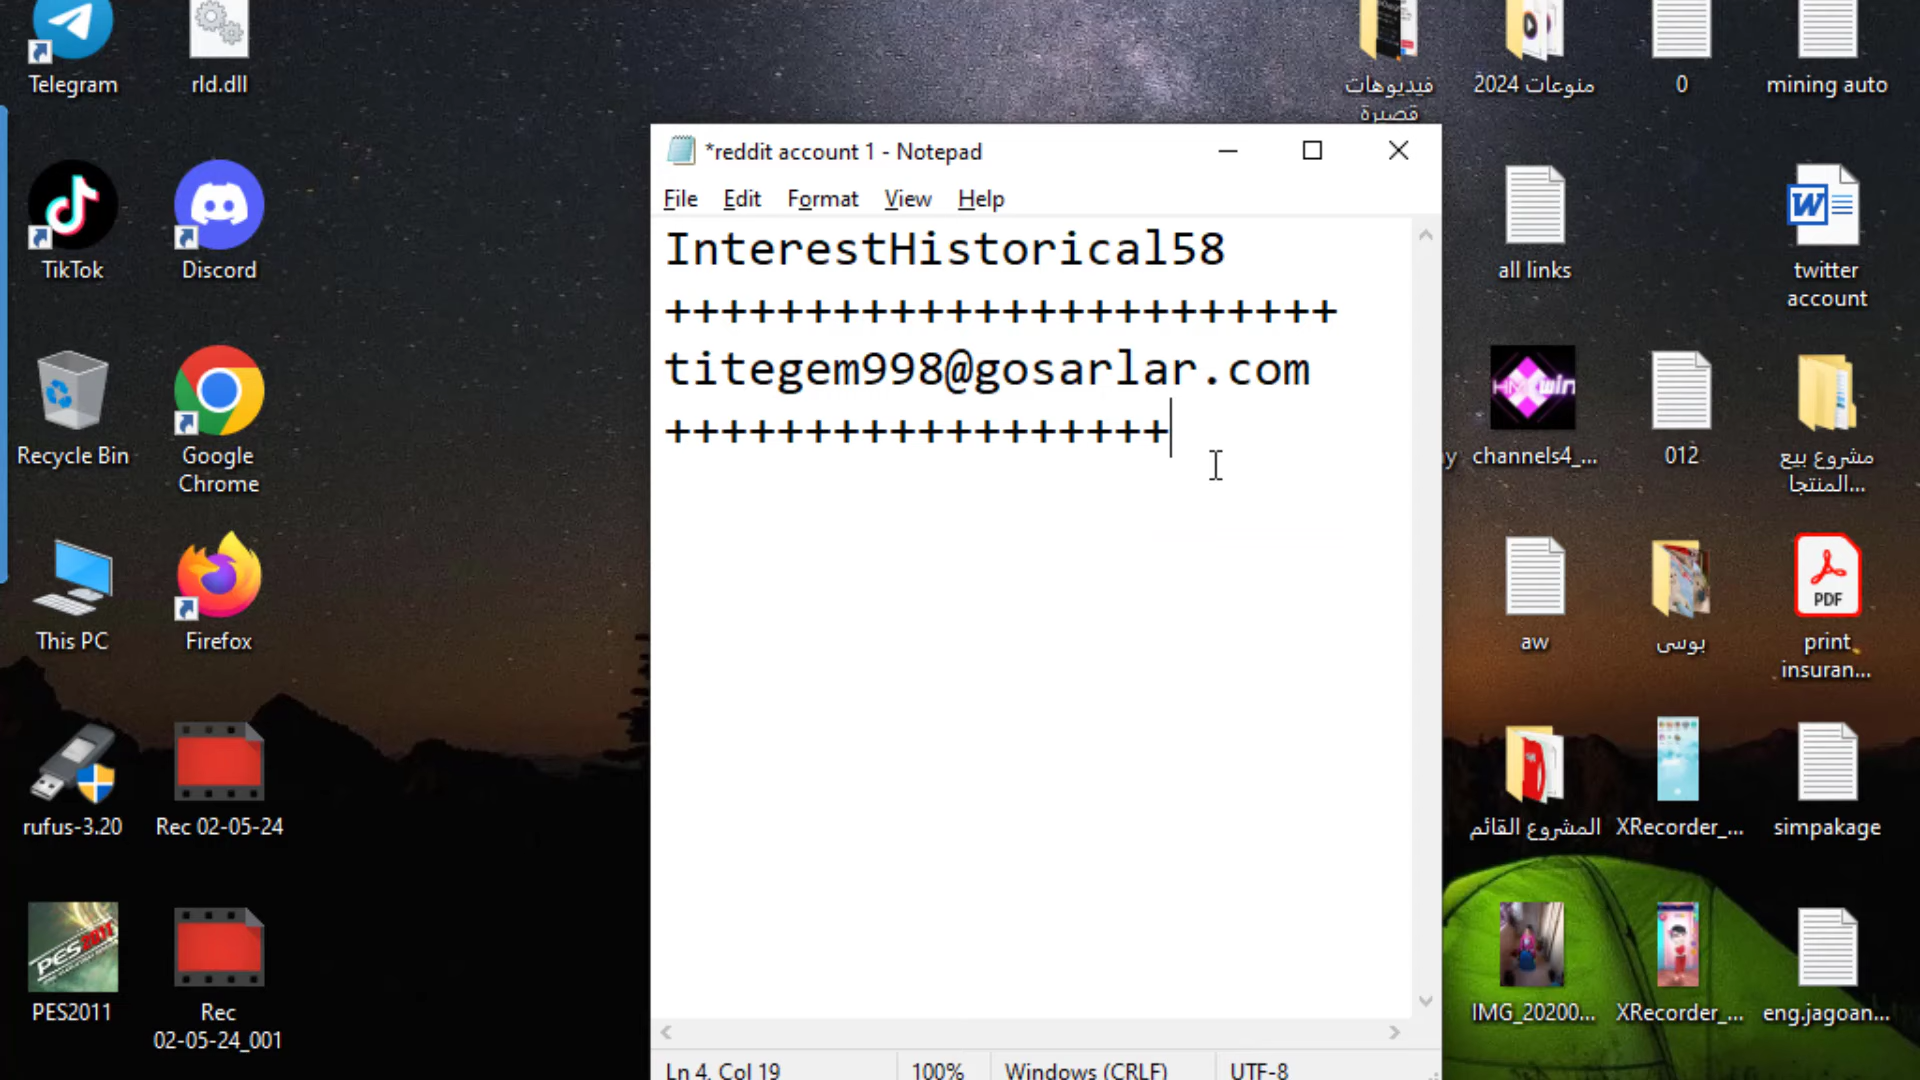 Telegram
rld.dll
فيديوهات
قصيرة
منوعات 2024
0
mining auto
*reddit account 1 - Notepad
File Edit Format View Help
InterestHistorical58
++++++++++++++++++++++++
titegem998@gosarlar.com
++++++++++++++++++
TikTok
Discord
all links
twitter
account
Recycle Bin
Google
Chrome
channels4_...
012
مشروع بيع
المنتجا...
This PC
Firefox
aw
بوسى
PDF
print
insuran...
rufus-3.20
Rec 02-05-24
المشروع القائم
XRecorder_...
simpakage
PES2011
PES2011
Rec
02-05-24_001
IMG_20200...
XRecorder_...
eng.jagoan...
Ln 4, Col 19
100%
Windows (CRLF)
UTF-8